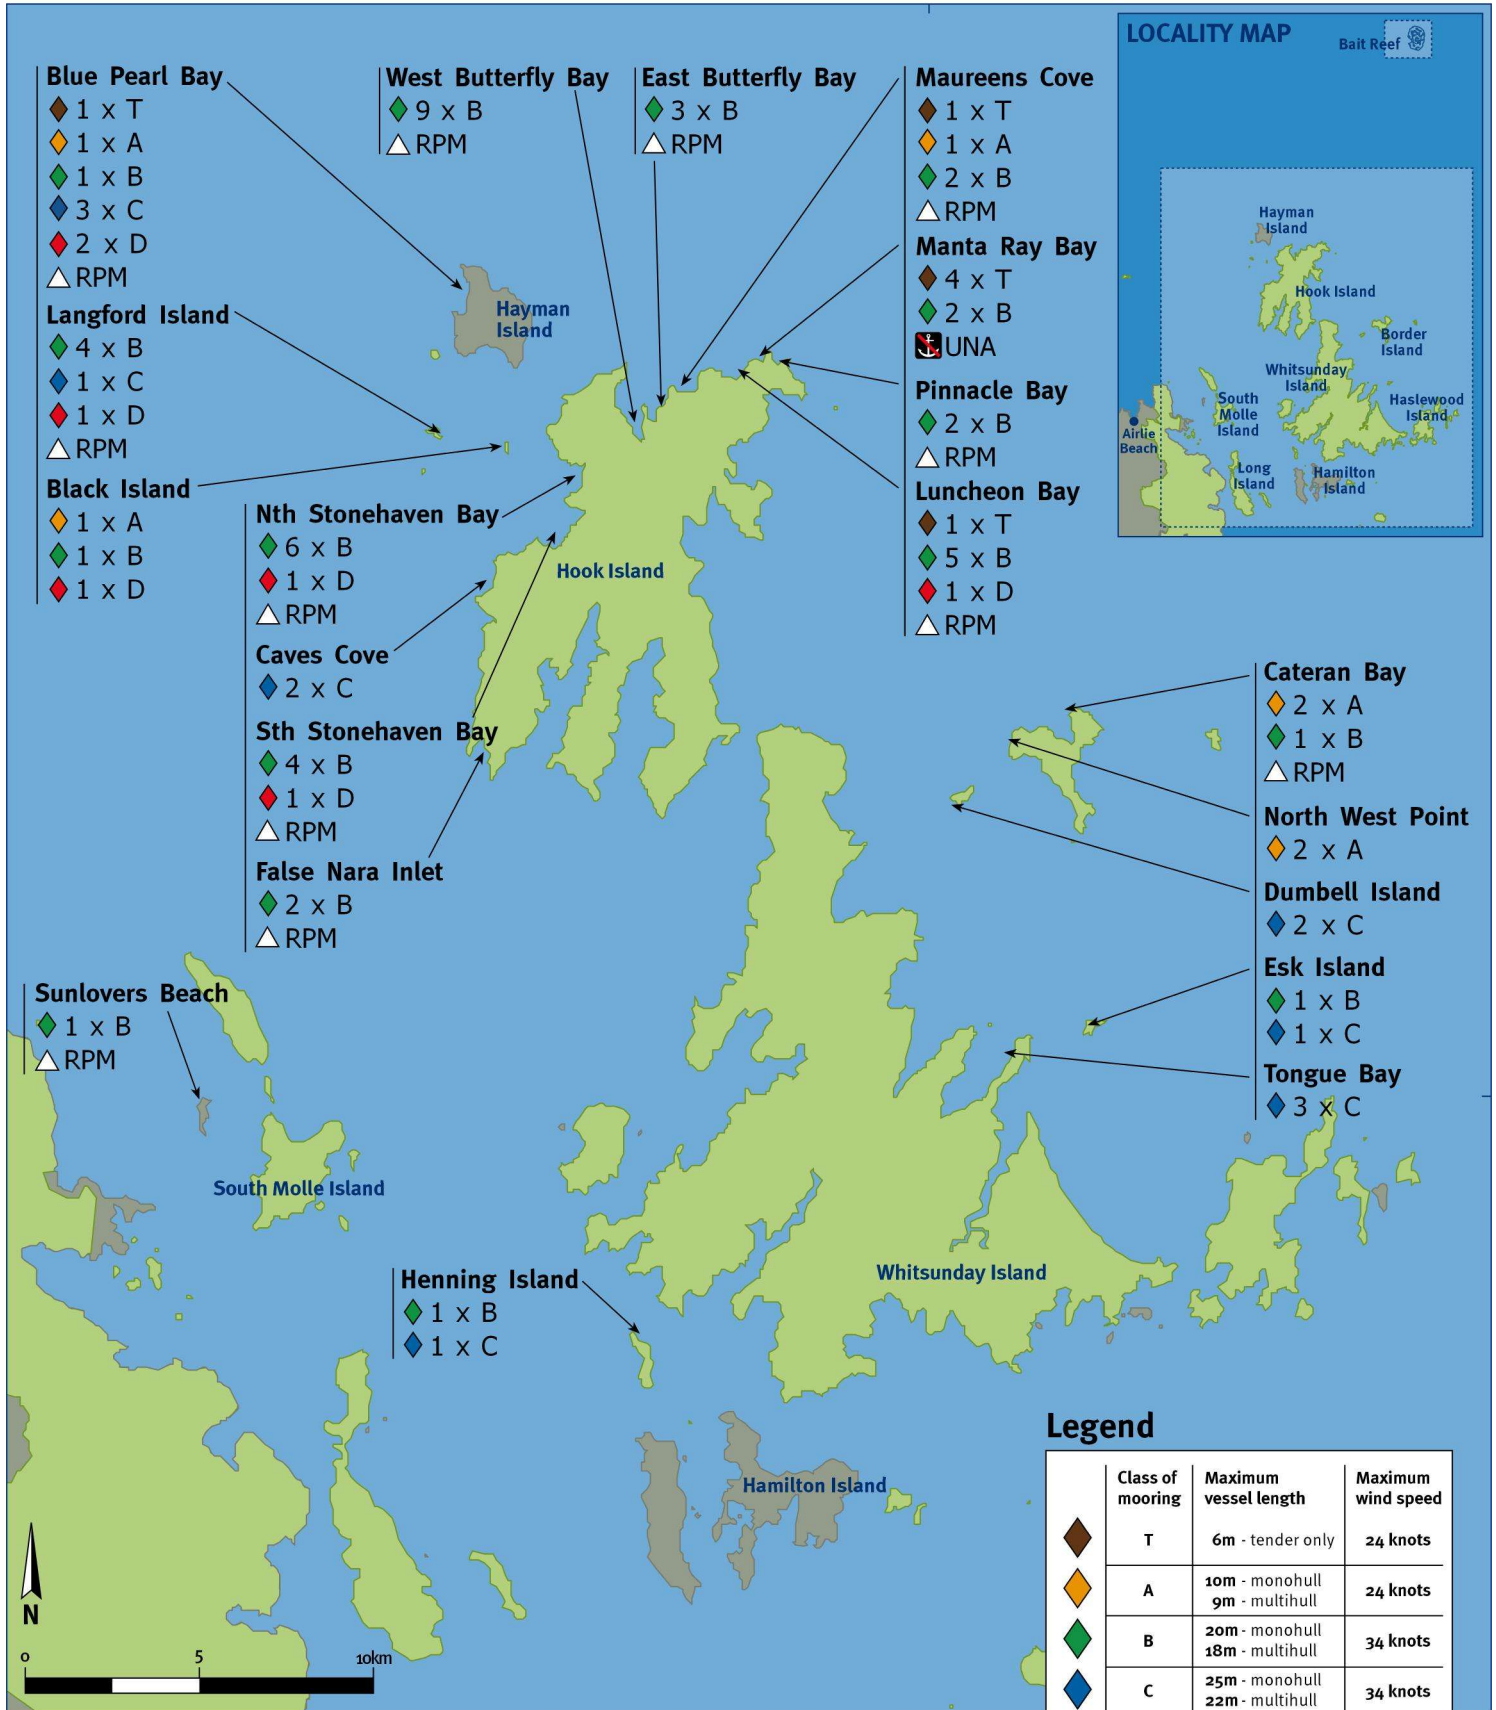 LOCALITY MAP
Bait Reef
Hayman
Island
Hook Island
Border
Island
Whitsunday
Island
South
Molle
Island
Haslewood
Island
Airlie
Beach
Long
Island
Hamilton
Island
Blue Pearl Bay
1 x T
1 x A
1 x B
3 x C
2 x D
RPM
Langford Island
4 x B
1 x C
1 x D
RPM
Black Island
1 x A
1 x B
1 x D
West Butterfly Bay
9 x B
RPM
East Butterfly Bay
3 x B
RPM
Maureens Cove
1 x T
1 x A
2 x B
RPM
Manta Ray Bay
4 x T
2 x B
UNA
Pinnacle Bay
2 x B
RPM
Luncheon Bay
1 x T
5 x B
1 x D
RPM
Hayman
Island
Nth Stonehaven Bay
6 x B
1 x D
RPM
Caves Cove
2 x C
Sth Stonehaven Bay
4 x B
1 x D
RPM
False Nara Inlet
2 x B
RPM
Hook Island
Cateran Bay
2 x A
1 x B
RPM
North West Point
2 x A
Dumbell Island
2 x C
Esk Island
1 x B
1 x C
Tongue Bay
3 x C
Sunlovers Beach
1 x B
RPM
South Molle Island
Henning Island
1 x B
1 x C
Whitsunday Island
Hamilton Island
N
0 5 10km
Legend
Class of mooring Maximum vessel length Maximum wind speed
T 6m - tender only 24 knots
A 10m - monohull 24 knots
9m - multihull
B 20m - monohull 34 knots
18m - multihull
C 25m - monohull 34 knots
22m - multihull